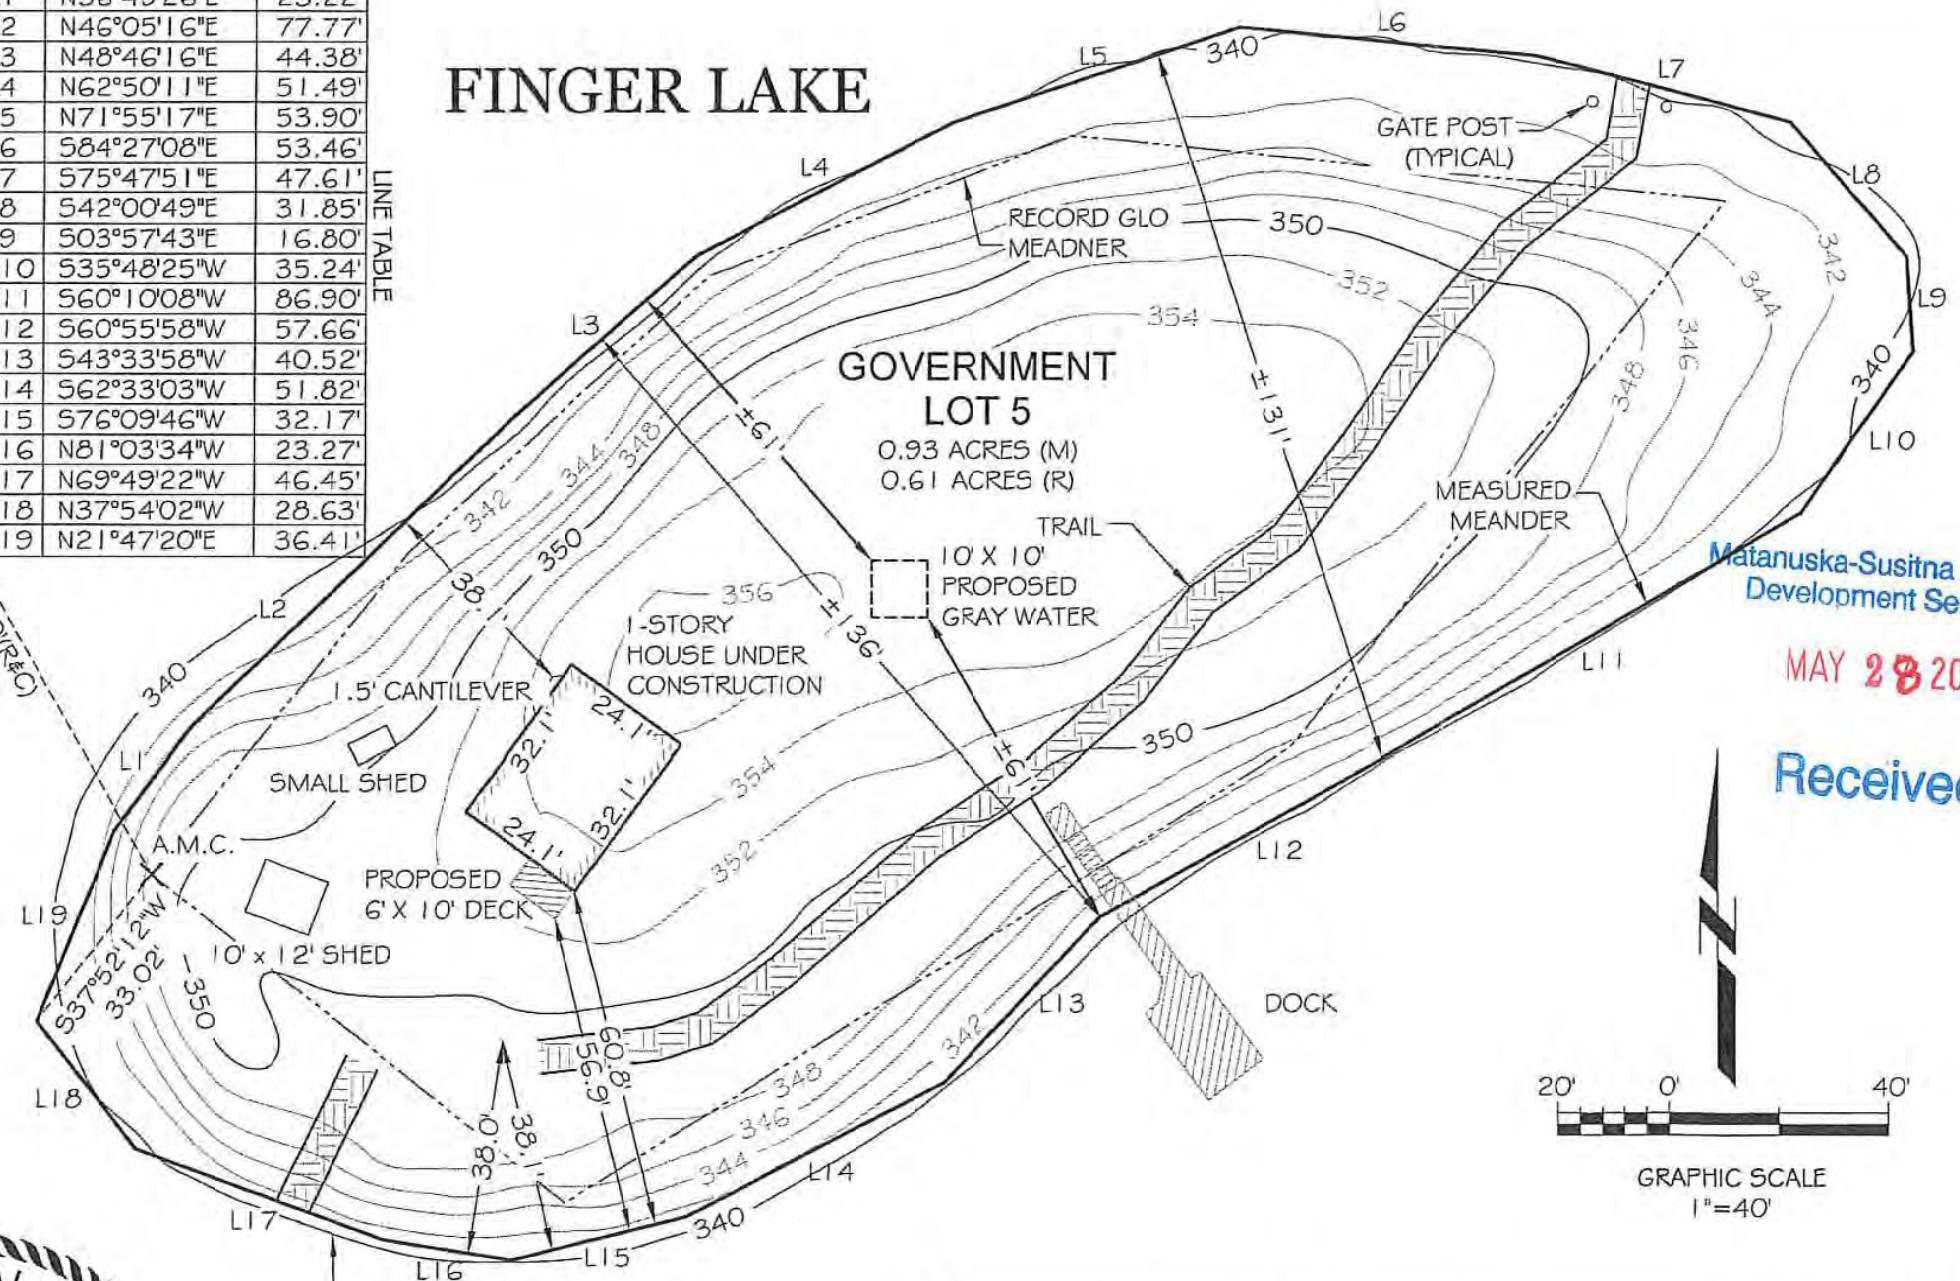 2 N46°05'16"E 77.77'
3 N48°46'16"E 44.38'
4 N62°50'11"E 51.49'
5 N71°55'17"E 53.90'
6 S84°27'08"E 53.46'
7 S75°47'51"E 47.61'
8 S42°00'49"E 31.85'
9 S03°57'43"E 16.80'
10 S35°48'25"W 35.24'
11 S60°10'08"W 86.90'
12 S60°55'58"W 57.66'
13 S43°33'58"W 40.52'
14 S62°33'03"W 51.82'
15 S76°09'46"W 32.17'
16 N81°03'34"W 23.27'
17 N69°49'22"W 46.45'
18 N37°54'02"W 28.63'
19 N21°47'20"E 36.41'
LINE TABLE
FINGER LAKE
L5
340
L6
L7
GATE POST
(TYPICAL)
L4
L8
RECORD GLO
MEADNER
350
352
354
342
344
346
348
L9
340
L10
L3
GOVERNMENT
LOT 5
0.93 ACRES (M)
0.61 ACRES (R)
±61'
±131'
MEASURED
MEANDER
TRAIL
10' X 10'
PROPOSED
GRAY WATER
344
348
342
350
38.
±136'
356
1-STORY
HOUSE UNDER
CONSTRUCTION
L2
340
1.5' CANTILEVER
24.1'
32.1'
32.1'
24.1'
L1
SMALL SHED
A.M.C.
PROPOSED
6' X 10' DECK
354
352
350
L11
L12
Matanuska-Susitna
Development Se
MAY 28 20
Received
L19
10' x 12' SHED
S37°52'12"W
33.02'
350
L13
DOCK
L18
60.8'
56.9'
38.0'
38.
342
348
346
344
L14
340
L17
L15
L16
20' 0' 40'
GRAPHIC SCALE
1"=40'